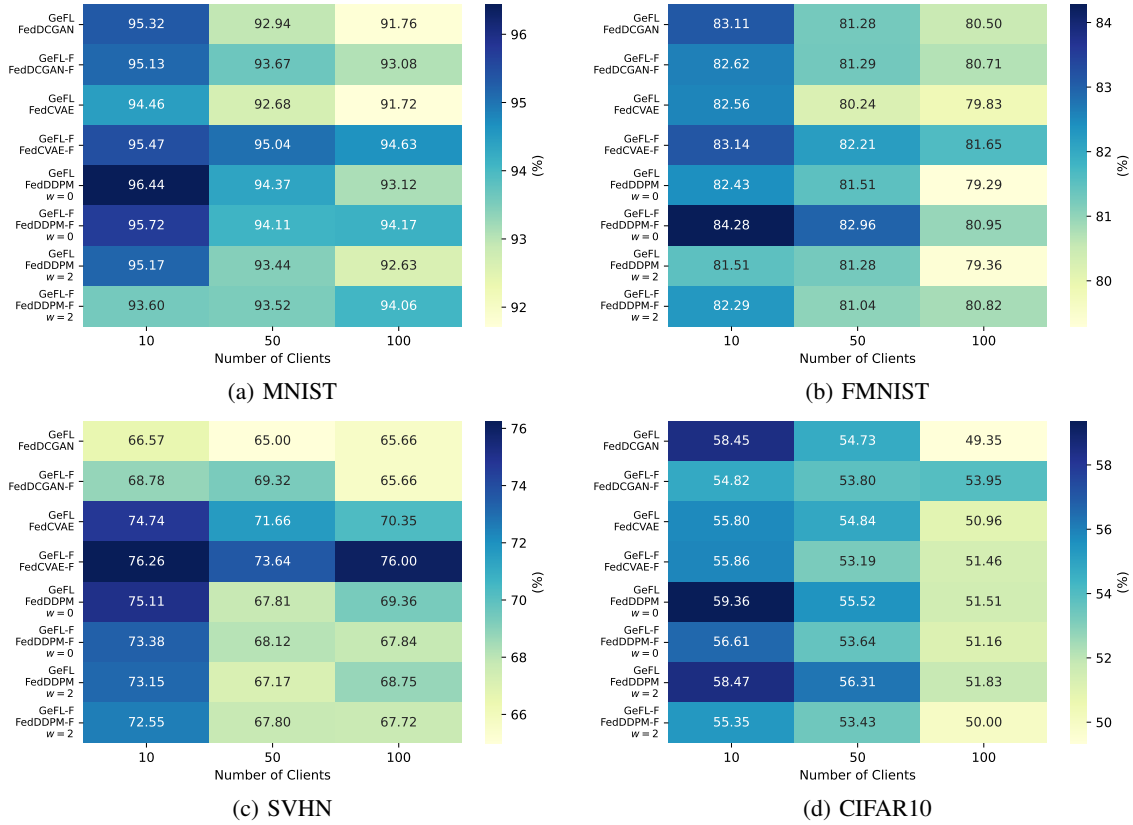 GeFL
FedDCGAN
95.32 92.94 91.76
GeFL-F
FedDCGAN-F
95.13 93.67 93.08
GeFL
FedCVAE
94.46 92.68 91.72
GeFL-F
FedCVAE-F
95.47 95.04 94.63
GeFL
FedDDPM
w = 0
96.44 94.37 93.12
GeFL-F
FedDDPM-F
w = 0
95.72 94.11 94.17
GeFL
FedDDPM
w = 2
95.17 93.44 92.63
GeFL-F
FedDDPM-F
w = 2
93.60 93.52 94.06
10 50 100
Number of Clients
96
95
94
93
92
(%)
(a) MNIST
GeFL
FedDCGAN
83.11 81.28 80.50
GeFL-F
FedDCGAN-F
82.62 81.29 80.71
GeFL
FedCVAE
82.56 80.24 79.83
GeFL-F
FedCVAE-F
83.14 82.21 81.65
GeFL
FedDDPM
w = 0
82.43 81.51 79.29
GeFL-F
FedDDPM-F
w = 0
84.28 82.96 80.95
GeFL
FedDDPM
w = 2
81.51 81.28 79.36
GeFL-F
FedDDPM-F
w = 2
82.29 81.04 80.82
10 50 100
Number of Clients
84
83
82
81
80
(%)
(b) FMNIST
GeFL
FedDCGAN
66.57 65.00 65.66
GeFL-F
FedDCGAN-F
68.78 69.32 65.66
GeFL
FedCVAE
74.74 71.66 70.35
GeFL-F
FedCVAE-F
76.26 73.64 76.00
GeFL
FedDDPM
w = 0
75.11 67.81 69.36
GeFL-F
FedDDPM-F
w = 0
73.38 68.12 67.84
GeFL
FedDDPM
w = 2
73.15 67.17 68.75
GeFL-F
FedDDPM-F
w = 2
72.55 67.80 67.72
10 50 100
Number of Clients
76
74
72
70
68
66
(%)
(c) SVHN
GeFL
FedDCGAN
58.45 54.73 49.35
GeFL-F
FedDCGAN-F
54.82 53.80 53.95
GeFL
FedCVAE
55.80 54.84 50.96
GeFL-F
FedCVAE-F
55.86 53.19 51.46
GeFL
FedDDPM
w = 0
59.36 55.52 51.51
GeFL-F
FedDDPM-F
w = 0
56.61 53.64 51.16
GeFL
FedDDPM
w = 2
58.47 56.31 51.83
GeFL-F
FedDDPM-F
w = 2
55.35 53.43 50.00
10 50 100
Number of Clients
58
56
54
52
50
(%)
(d) CIFAR10